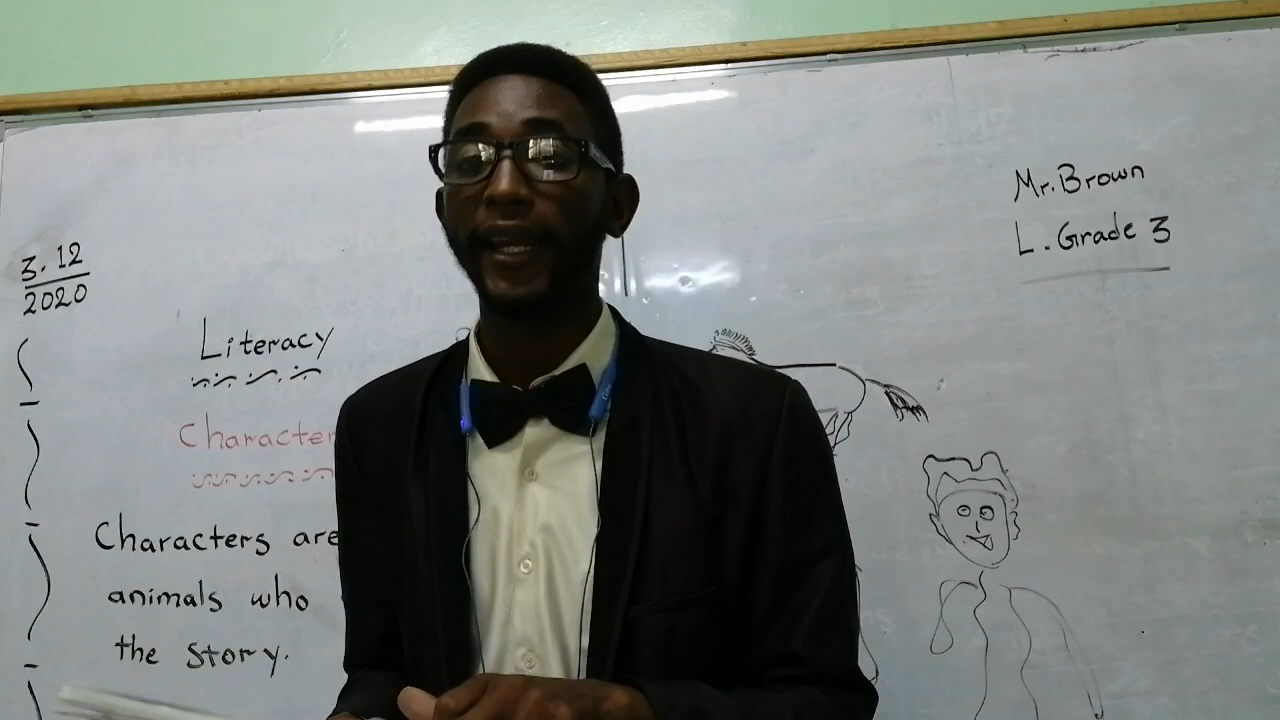 Mr. Brown
L. Grade 3
3.12
2020
Literacy
Character
Characters are
animals who
the story.